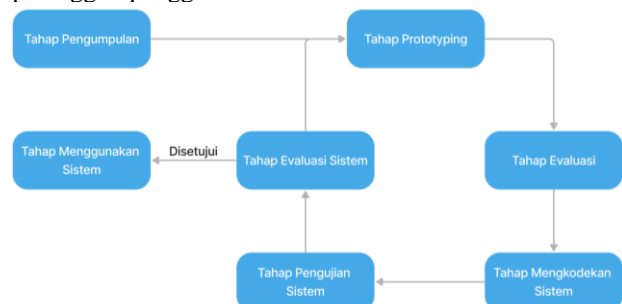 Tahap Pengumpulan
Tahap Prototyping
Tahap Menggunakan
Sistem
Disetujui
Tahap Evaluasi Sistem
Tahap Evaluasi
Tahap Pengujian
Sistem
Tahap Mengkodekan
Sistem